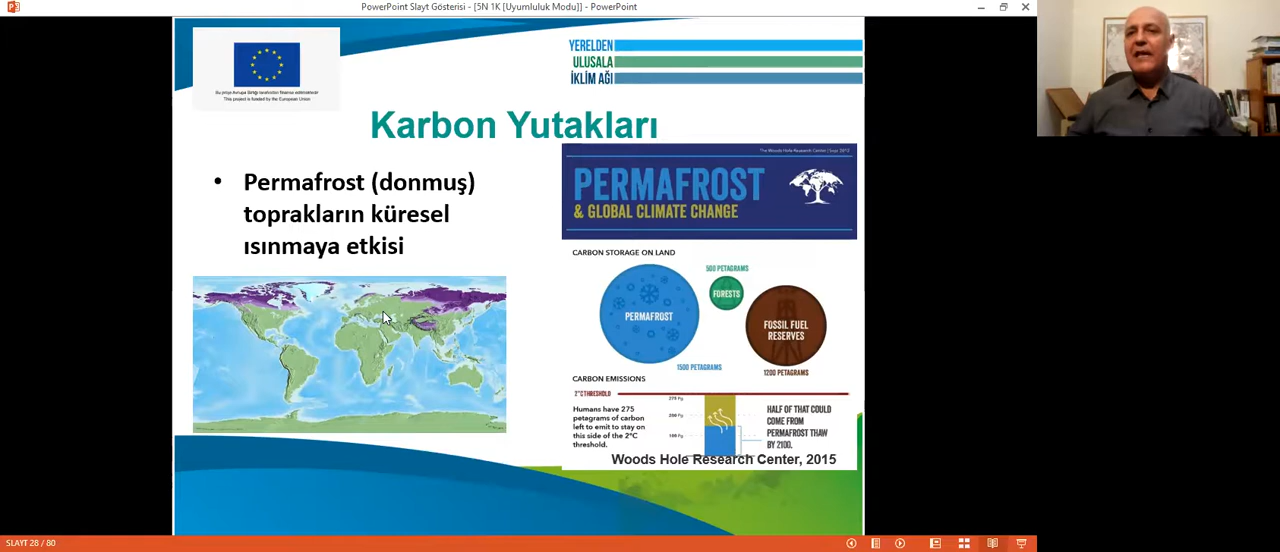 PowerPoint Slayt Gösterisi - [5N 1K [Uyumluluk Modu]] - PowerPoint
Bu proje Avrupa Birliği tarafından finanse edilmektedir
This project is funded by the European Union
YERELDEN
ULUSALA
İKLİM AĞI
Karbon Yutakları
• Permafrost (donmuş)
toprakların küresel
ısınmaya etkisi
The Woods Hole Research Center | Sept 2015
PERMAFROST
& GLOBAL CLIMATE CHANGE
CARBON STORAGE ON LAND
500 PETAGRAMS
FORESTS
PERMAFROST
FOSSIL FUEL
RESERVES
1500 PETAGRAMS
1200 PETAGRAMS
CARBON EMISSIONS
2°C THRESHOLD
275 Pg
Humans have 275
petagrams of carbon
left to emit to stay on
this side of the 2°C
threshold.
HALF OF THAT COULD
COME FROM
PERMAFROST THAW
BY 2100.
Woods Hole Research Center, 2015
SLAYT 28 / 80